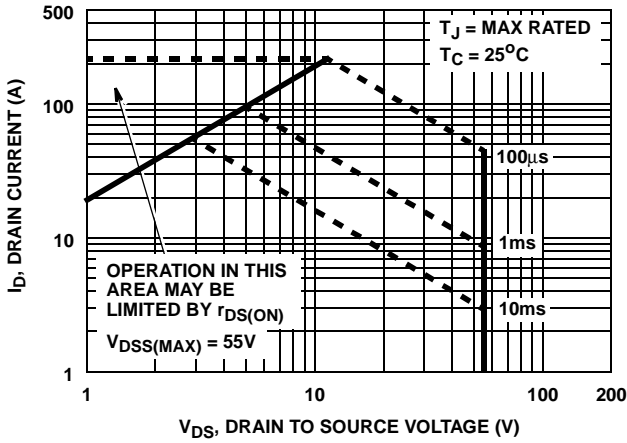 500
T_J = MAX RATED
T_C = 25°C
100
100μs
10
1ms
10ms
OPERATION IN THIS
AREA MAY BE
LIMITED BY r_DS(ON)
V_DSS(MAX) = 55V
1
1
10
100
200
I_D, DRAIN CURRENT (A)
V_DS, DRAIN TO SOURCE VOLTAGE (V)